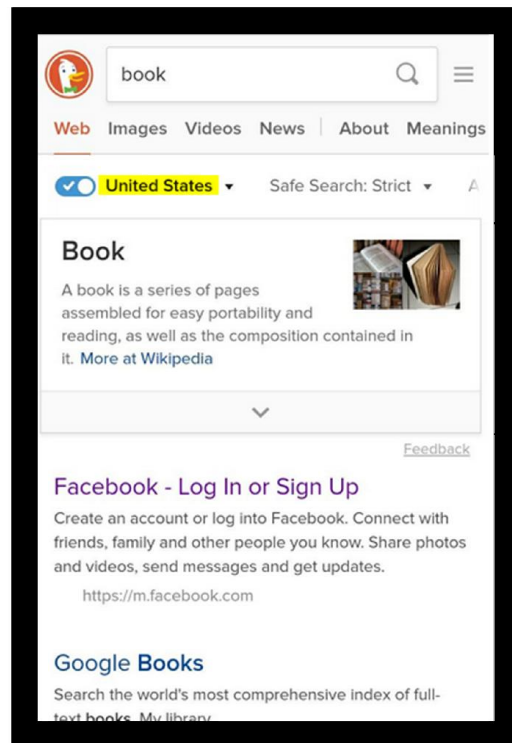 book
Web Images Videos News About Meanings
United States Safe Search: Strict A
Book
A book is a series of pages
assembled for easy portability and
reading, as well as the composition contained in
it. More at Wikipedia
Feedback
Facebook - Log In or Sign Up
Create an account or log into Facebook. Connect with
friends, family and other people you know. Share photos
and videos, send messages and get updates.
https://m.facebook.com
Google Books
Search the world's most comprehensive index of full-
text books. My library